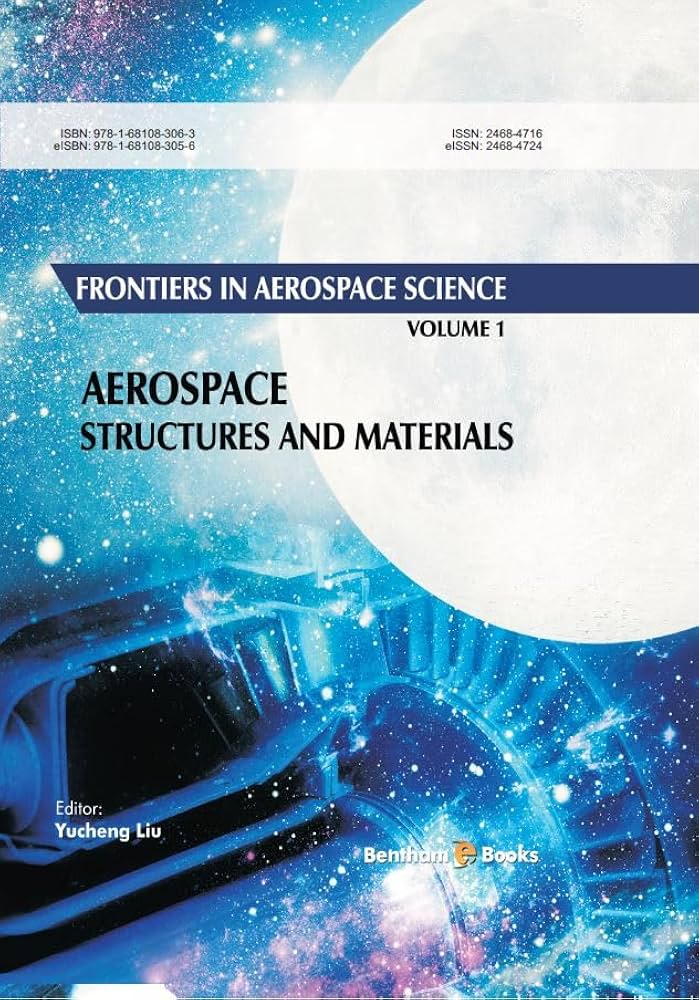 ISBN: 978-1-68108-306-3
eISBN: 978-1-68108-305-6
ISSN: 2468-4716
eISSN: 2468-4724
FRONTIERS IN AEROSPACE SCIENCE
VOLUME 1
AEROSPACE
STRUCTURES AND MATERIALS
Editor:
Yucheng Liu
Bentham e Books